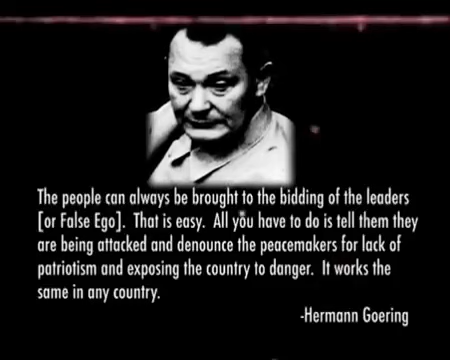 The people can always be brought to the bidding of the leaders
[or False Ego]. That is easy. All you have to do is tell them they
are being attacked and denounce the peacemakers for lack of
patriotism and exposing the country to danger. It works the
same in any country.
-Hermann Goering